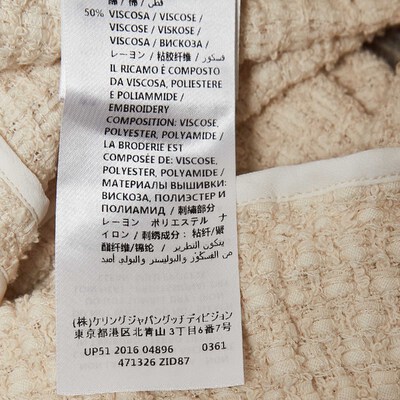 50% VISCOSA / VISCOSE /
VISCOSE / VISKOSE /
VISCOSA / ВИСКОЗА /
レーヨン / 粘胶纤维 / فسكوز
IL RICAMO È COMPOSTO
DA VISCOSA, POLIESTERE
E POLIAMMIDE /
EMBROIDERY
COMPOSITION: VISCOSE,
POLYESTER, POLYAMIDE /
LA BRODERIE EST
COMPOSÉE DE: VISCOSE,
POLYESTER, POLYAMIDE /
МАТЕРИАЛЫ ВЫШИВКИ:
ВИСКОЗА, ПОЛИЭСТЕР И
ПОЛИАМИД / 刺繍部分
レーヨン ポリエステル ナ
イロン / 刺绣成分： 粘纤/聚
酯纤维/锦纶 / يتكون التطريز
من الفسكوز والبوليستر والبولي أميد
(株)ケリングジャパングッチディビジョン
東京都港区北青山3丁目6番7号
UP51 2016 04896 0361
471326 ZID87